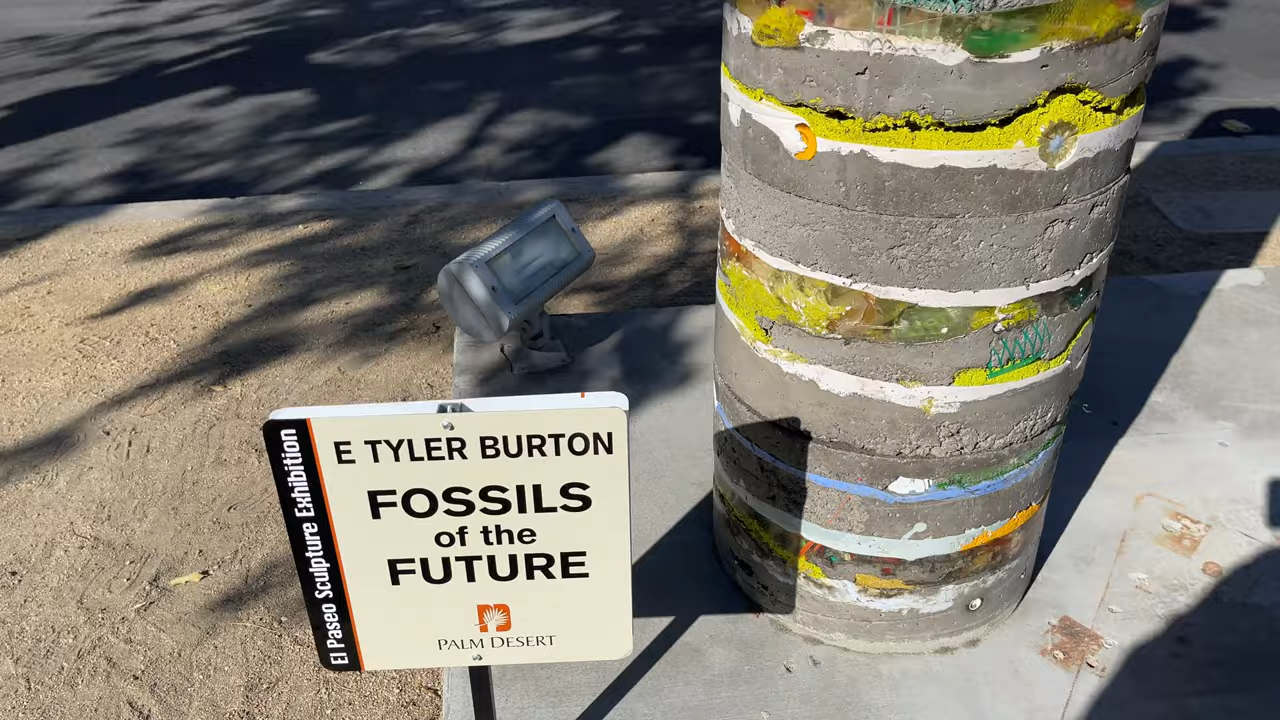 El Paseo Sculpture Exhibition
E TYLER BURTON
FOSSILS
of the
FUTURE
PALM DESERT